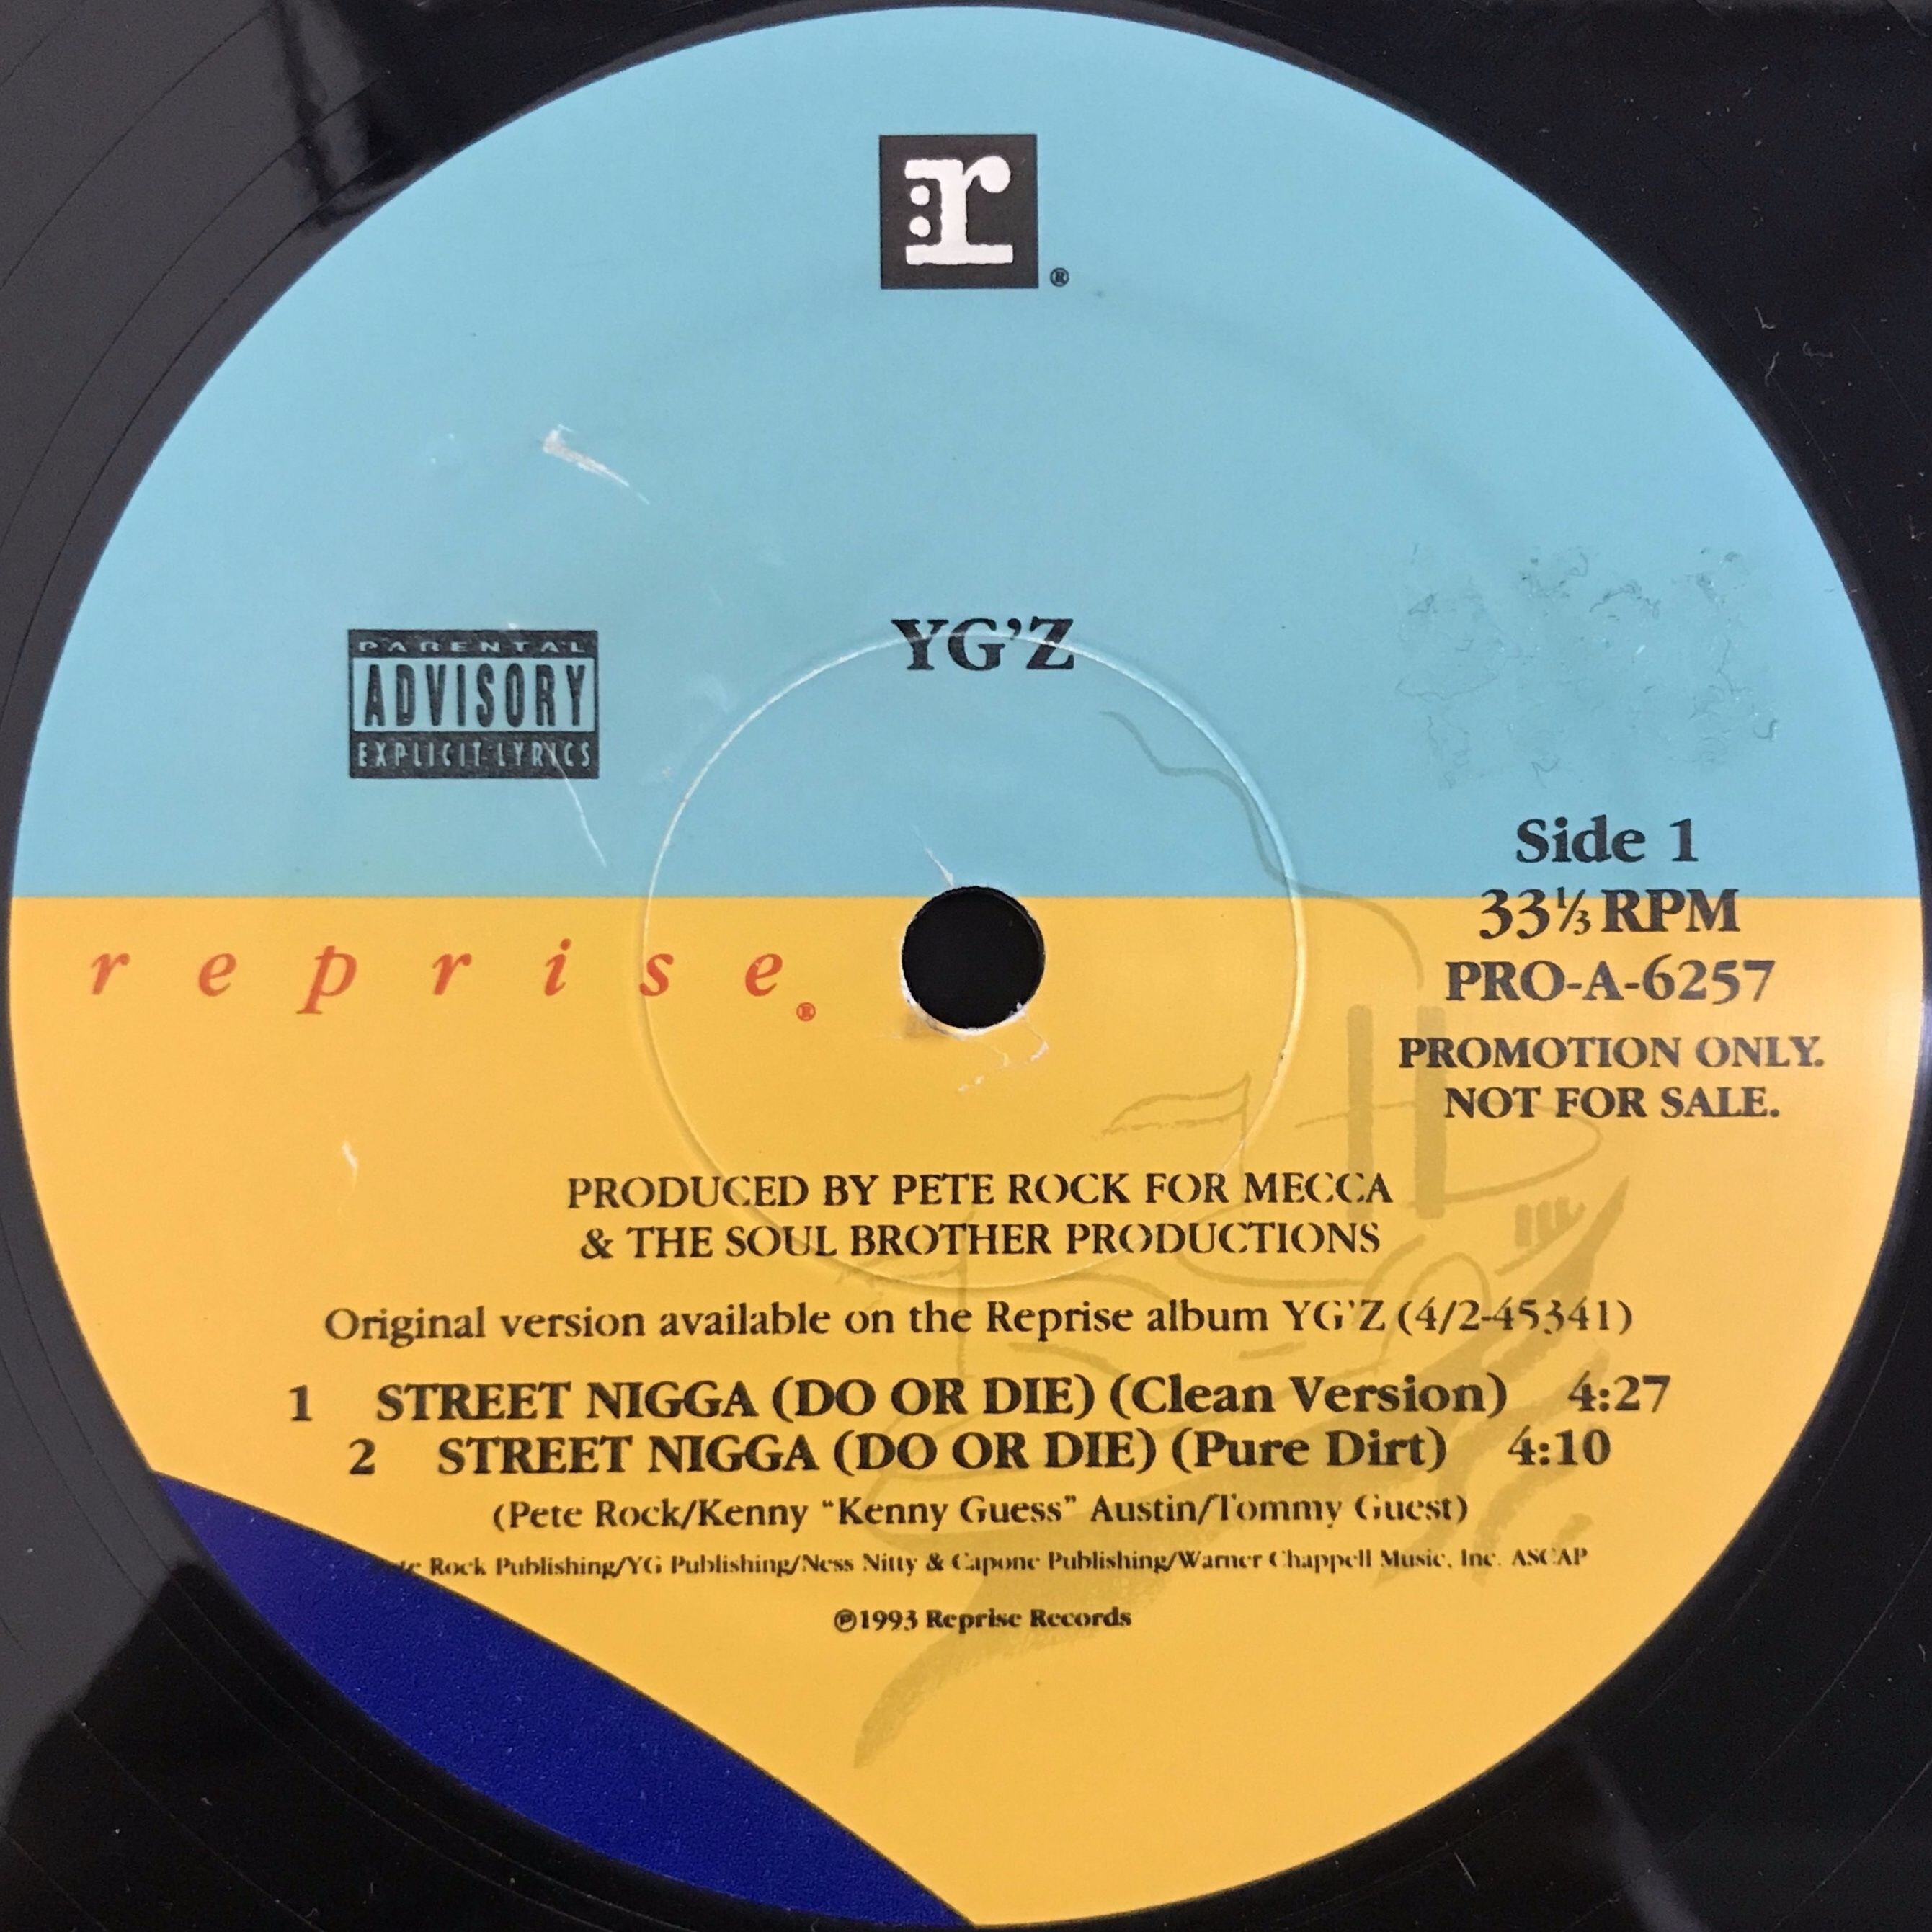 r®
YG'Z
PARENTAL
ADVISORY
EXPLICIT LYRICS
Side 1
33⅓ RPM
PRO-A-6257
PROMOTION ONLY.
NOT FOR SALE.
reprise®
PRODUCED BY PETE ROCK FOR MECCA
& THE SOUL BROTHER PRODUCTIONS
Original version available on the Reprise album YG'Z (4/2-45341)
1 STREET NIGGA (DO OR DIE) (Clean Version) 4:27
2 STREET NIGGA (DO OR DIE) (Pure Dirt) 4:10
(Pete Rock/Kenny “Kenny Guess” Austin/Tommy Guest)
Rock Publishing/YG Publishing/Ness Nitty & Capone Publishing/Warner Chappell Music, Inc. ASCAP
℗1993 Reprise Records